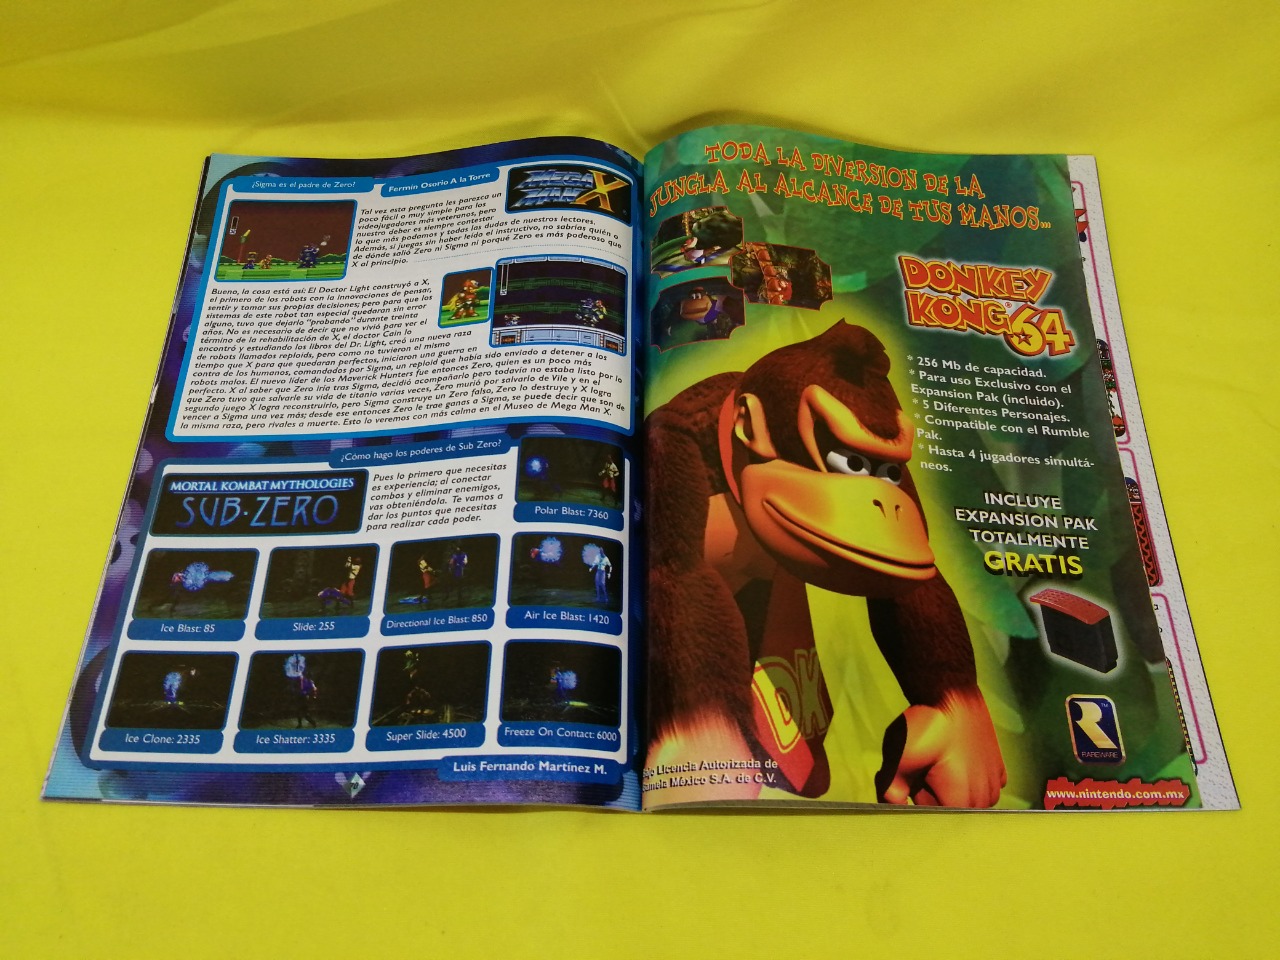 ¿Sigma es el padre de Zero?
Fermín Osorio A la Torre
MEGA
MAN X
Tal vez esta pregunta les parezca un
poco fácil o muy simple para los
videojugadores más veteranos, pero
nuestro deber es siempre contestar
lo que más podamos y todas las dudas de nuestros lectores.
Además, si juegas sin haber leído el instructivo, no sabrías quién o
de dónde salió Zero ni Sigma ni porqué Zero es más poderoso que
X al principio.
Bueno, la cosa está así: El Doctor Light construyó a X,
el primero de los robots con la innovaciones de pensar,
sentir y tomar sus propias decisiones; pero para que los
sistemas de este robot tan especial quedaran sin error
alguno, tuvo que dejarlo "probando" durante treinta
años. No es necesario de decir que no vivió para ver el
término de la rehabilitación de X, el doctor Cain lo
encontró y estudiando los libros del Dr. Light, creó una nueva raza
de robots llamados reploids, pero como no tuvieron el mismo
tiempo que X para que quedaran perfectos, iniciaron una guerra en
contra de los humanos, comandados por Sigma, un reploid que había sido enviado a detener a los
robots malos. El nuevo líder de los Maverick Hunters fue entonces Zero, quien es un poco más
perfecto. X al saber que Zero iría tras Sigma, decidió acompañarlo pero todavía no estaba listo por lo
que Zero tuvo que salvarle su vida de titanio varias veces, Zero murió por salvarlo de Vile y en el
segundo juego X logra reconstruirlo, pero Sigma construye un Zero falso, Zero lo destruye y X logra
vencer a Sigma una vez más; desde ese entonces Zero le trae ganas a Sigma, se puede decir que son de
la misma raza, pero rivales a muerte. Esto lo veremos con más calma en el Museo de Mega Man X.
¿Cómo hago los poderes de Sub Zero?
MORTAL KOMBAT MYTHOLOGIES
SUB-ZERO
Pues lo primero que necesitas
es experiencia; al conectar
combos y eliminar enemigos,
vas obteniéndola. Te vamos a
dar los puntos que necesitas
para realizar cada poder.
Polar Blast: 7360
Ice Blast: 85
Slide: 255
Directional Ice Blast: 850
Air Ice Blast: 1420
Ice Clone: 2335
Ice Shatter: 3335
Super Slide: 4500
Freeze On Contact: 6000
Luis Fernando Martínez M.
TODA LA DIVERSION DE LA
JUNGLA AL ALCANCE DE TUS MANOS...
DONKEY
KONG 64
* 256 Mb de capacidad.
* Para uso Exclusivo con el
Expansion Pak (incluido).
* 5 Diferentes Personajes.
* Compatible con el Rumble
Pak.
* Hasta 4 jugadores simultá-
neos.
INCLUYE
EXPANSION PAK
TOTALMENTE
GRATIS
DK
R
RAREWARE
Licencia Autorizada de
México S.A. de C.V.
www.nintendo.com.mx